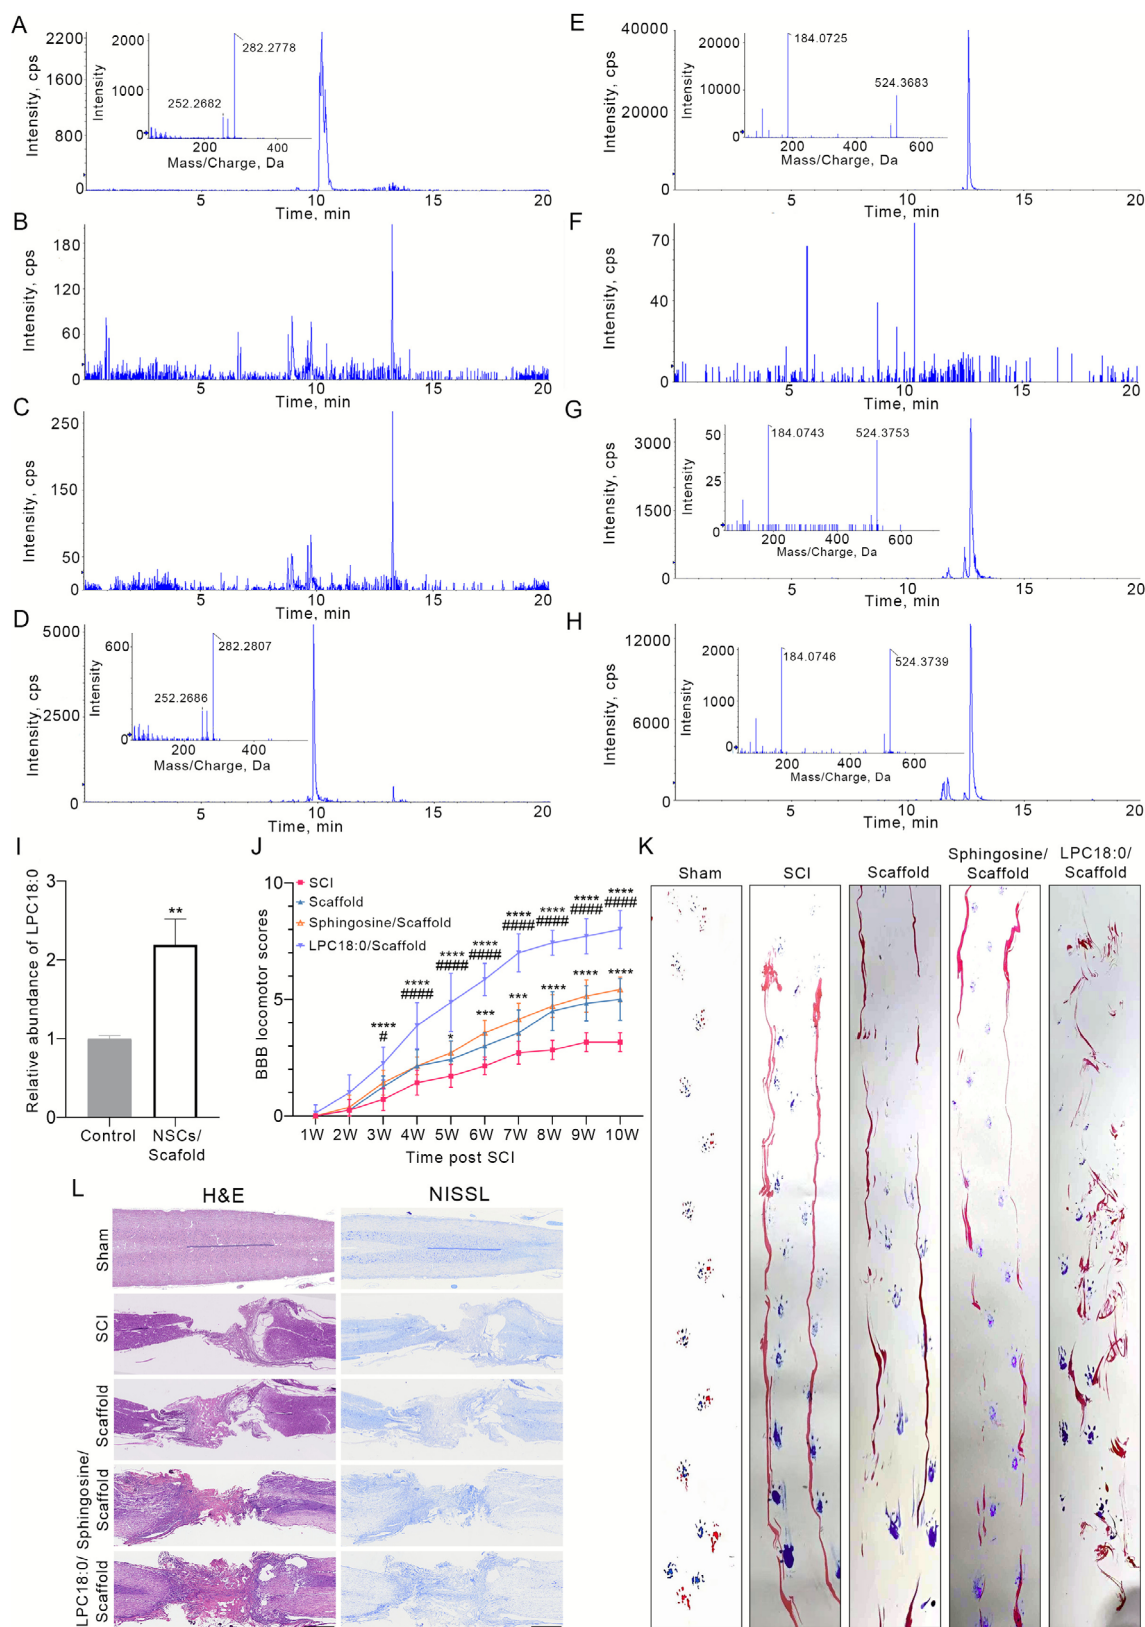 A
Intensity, cps
2200
1600
800
0
Intensity
2000
1000
0
282.2778
252.2682
200
400
Mass/Charge, Da
5
10
15
20
Time, min
B
Intensity, cps
180
120
60
0
5
10
15
20
C
Intensity, cps
250
150
50
0
5
10
15
20
D
Intensity, cps
5000
2500
0
Intensity
600
0
282.2807
252.2686
200
400
Mass/Charge, Da
5
10
15
20
Time, min
E
Intensity, cps
40000
20000
0
Intensity
20000
10000
0
184.0725
524.3683
200
400
600
Mass/Charge, Da
5
10
15
20
Time, min
F
Intensity, cps
70
40
0
5
10
15
20
G
Intensity, cps
3000
1500
0
Intensity
50
25
0
184.0743
524.3753
200
400
600
Mass/Charge, Da
5
10
15
20
Time, min
H
Intensity, cps
12000
6000
0
Intensity
2000
1000
0
184.0746
524.3739
200
400
600
Mass/Charge, Da
5
10
15
20
Time, min
I
Relative abundance of LPC18:0
3
2
1
0
**
Control
NSCs/
Scafold
J
BBB locomotor scores
10
5
0
SCI
Scaffold
Sphingosine/Scaffold
LPC18:0/Scaffold
****
#
****
####
****
####
*
****
####
***
****
####
***
****
####
****
****
####
****
****
####
****
1W 2W 3W 4W 5W 6W 7W 8W 9W 10W
Time post SCI
K
Sham
SCI
Scaffold
Sphingosine/
Scaffold
LPC18:0/
Scaffold
L
H&E
NISSL
Sham
SCI
Scaffold
Sphingosine/
Scaffold
LPC18:0/
Scaffold